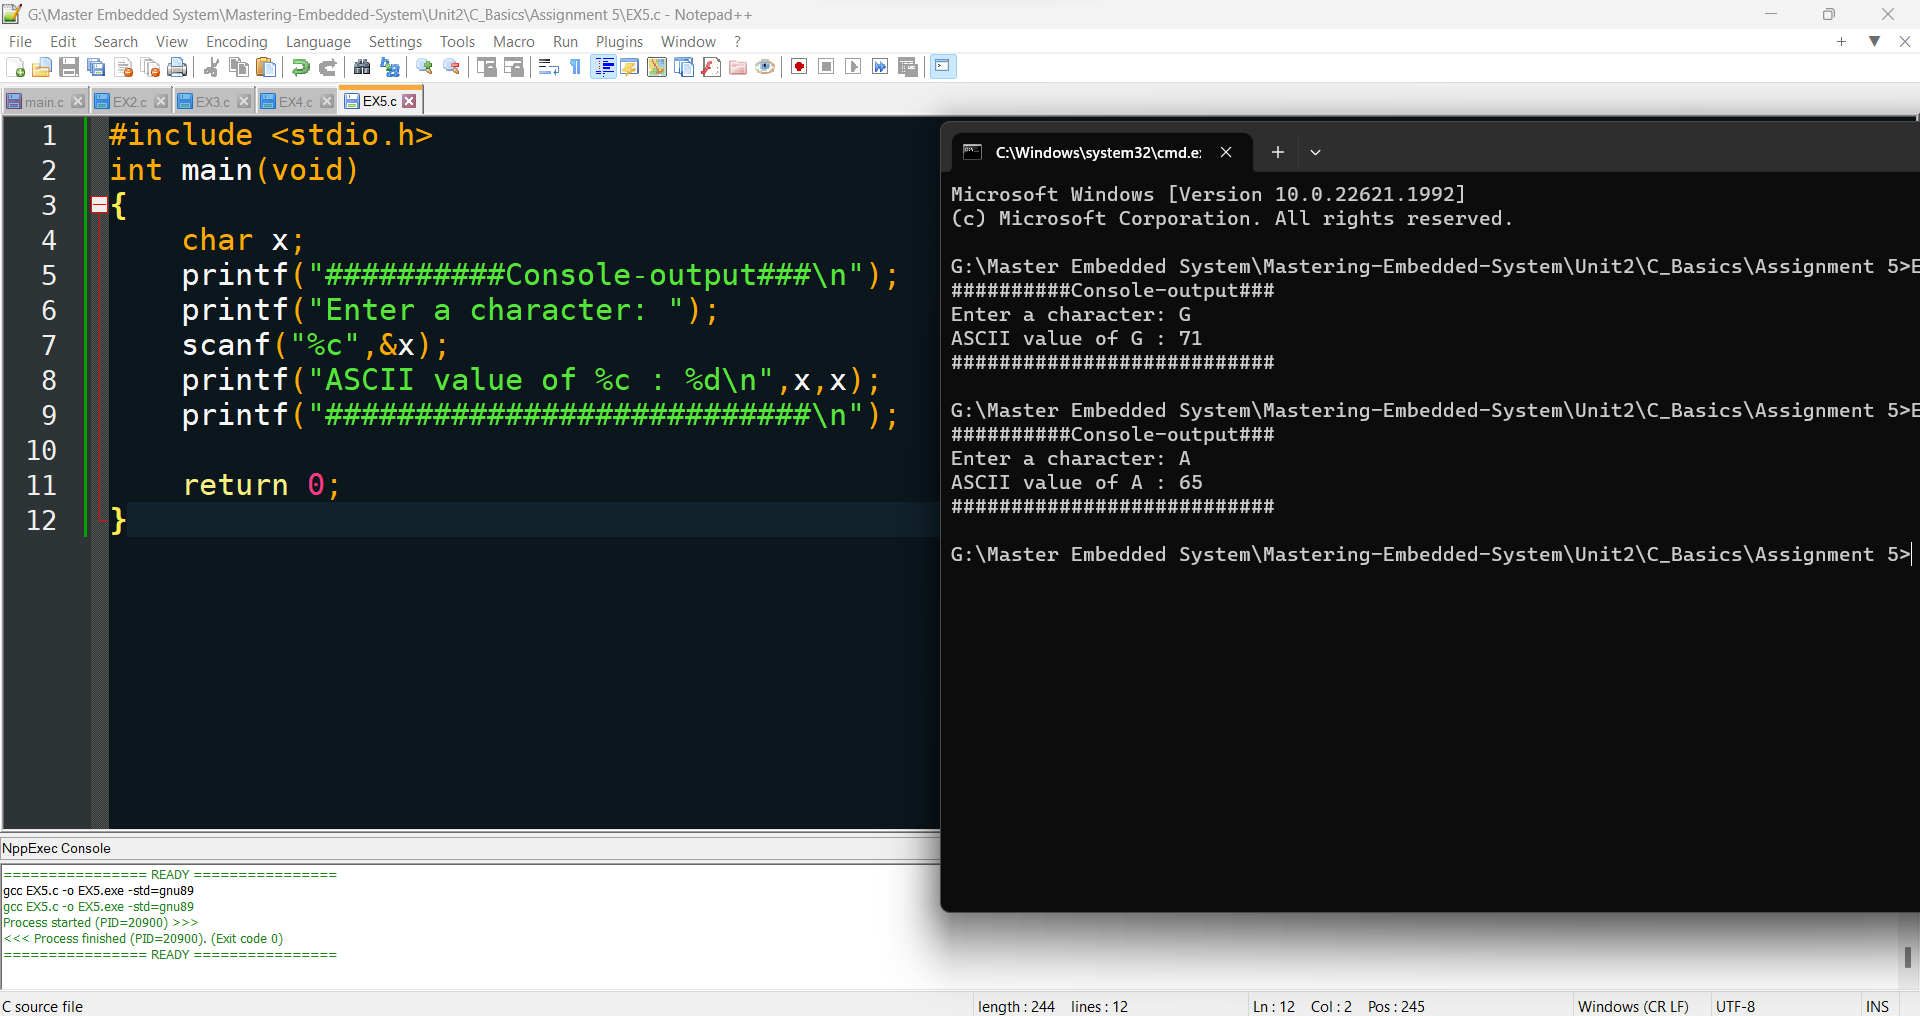 G:\Master Embedded System\Mastering-Embedded-System\Unit2\C_Basics\Assignment 5\EX5.c - Notepad++
File Edit Search View Encoding Language Settings Tools Macro Run Plugins Window ?
main.c EX2.c EX3.c EX4.c EX5.c
1 #include <stdio.h>
2 int main(void)
3 {
4 char x;
5 printf("##########Console-output###\n");
6 printf("Enter a character: ");
7 scanf("%c",&x);
8 printf("ASCII value of %c : %d\n",x,x);
9 printf("###########################\n");
10
11 return 0;
12 }
C:\Windows\system32\cmd.e
Microsoft Windows [Version 10.0.22621.1992]
(c) Microsoft Corporation. All rights reserved.
G:\Master Embedded System\Mastering-Embedded-System\Unit2\C_Basics\Assignment 5>E
##########Console-output###
Enter a character: G
ASCII value of G : 71
###########################
G:\Master Embedded System\Mastering-Embedded-System\Unit2\C_Basics\Assignment 5>E
##########Console-output###
Enter a character: A
ASCII value of A : 65
###########################
G:\Master Embedded System\Mastering-Embedded-System\Unit2\C_Basics\Assignment 5>
NppExec Console
================ READY ================
gcc EX5.c -o EX5.exe -std=gnu89
gcc EX5.c -o EX5.exe -std=gnu89
Process started (PID=20900) >>>
<<< Process finished (PID=20900). (Exit code 0)
================ READY ================
C source file length : 244 lines : 12 Ln : 12 Col : 2 Pos : 245 Windows (CR LF) UTF-8 INS